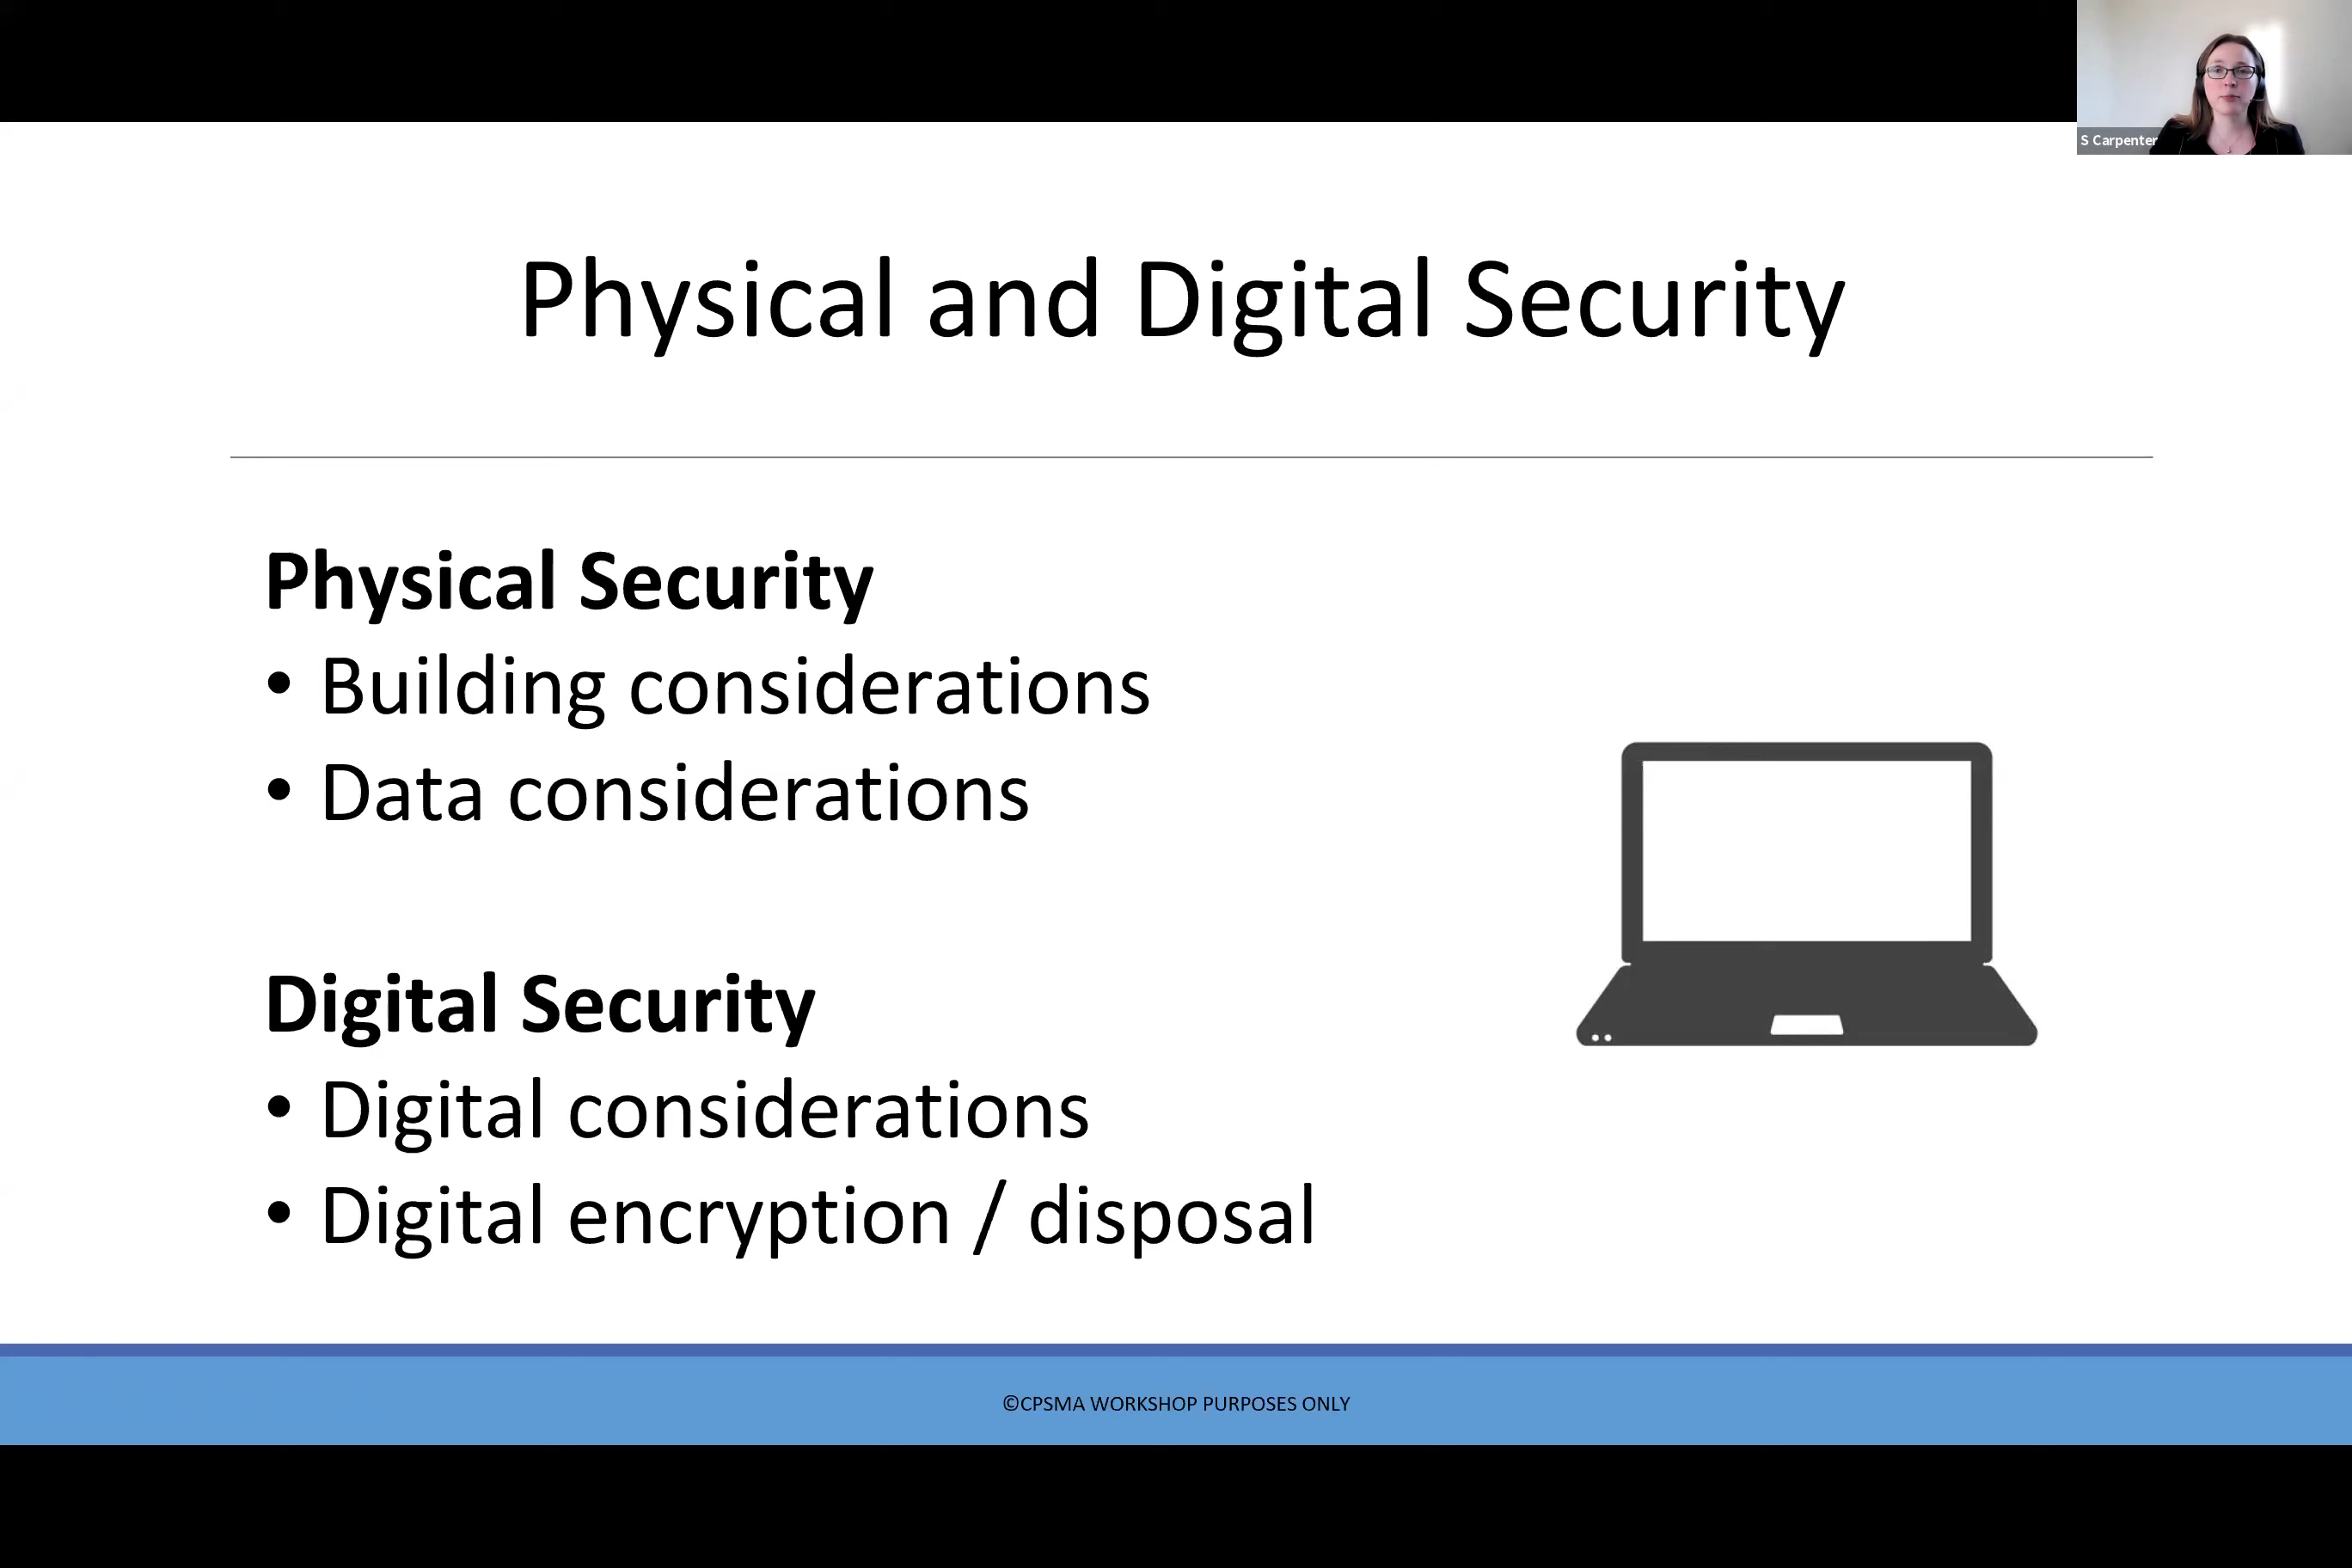 S Carpenter
Physical and Digital Security
Physical Security
• Building considerations
• Data considerations
Digital Security
• Digital considerations
• Digital encryption / disposal
©CPSMA WORKSHOP PURPOSES ONLY